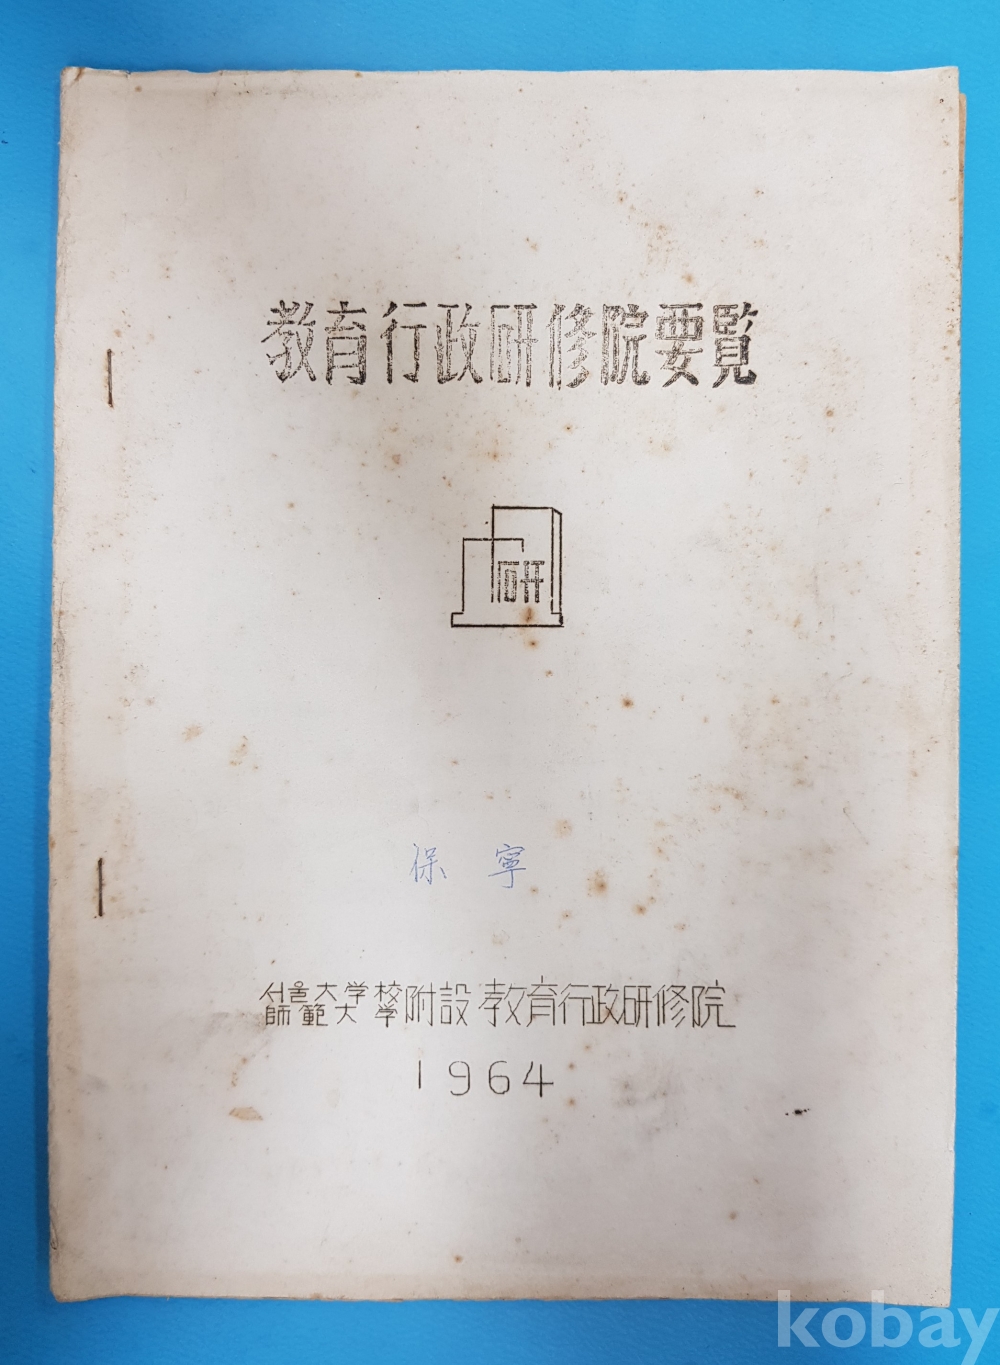 教育行政研修院要覧
研
保 寧
서울大学校
師範大学附設 教育行政研修院
1964
kobay